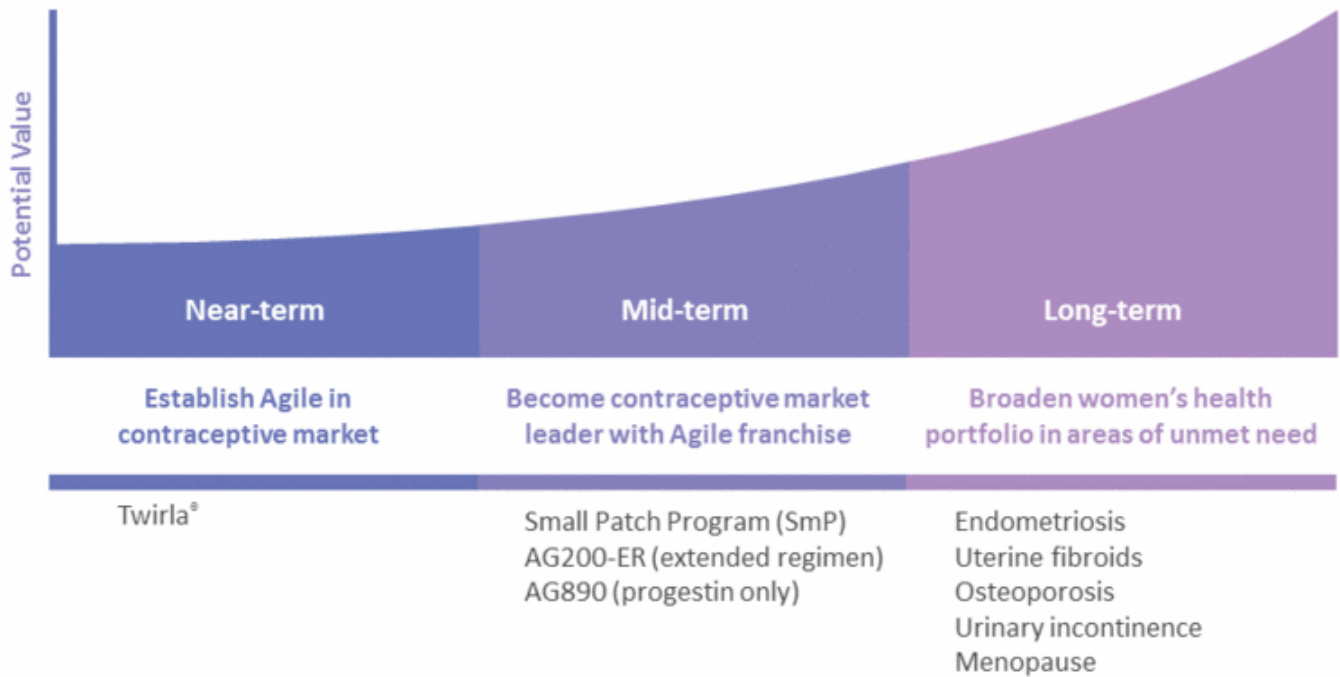 Potential Value
Near-term
Mid-term
Long-term
Establish Agile in
contraceptive market
Become contraceptive market
leader with Agile franchise
Broaden women's health
portfolio in areas of unmet need
Twirla®
Small Patch Program (SmP)
AG200-ER (extended regimen)
AG890 (progestin only)
Endometriosis
Uterine fibroids
Osteoporosis
Urinary incontinence
Menopause